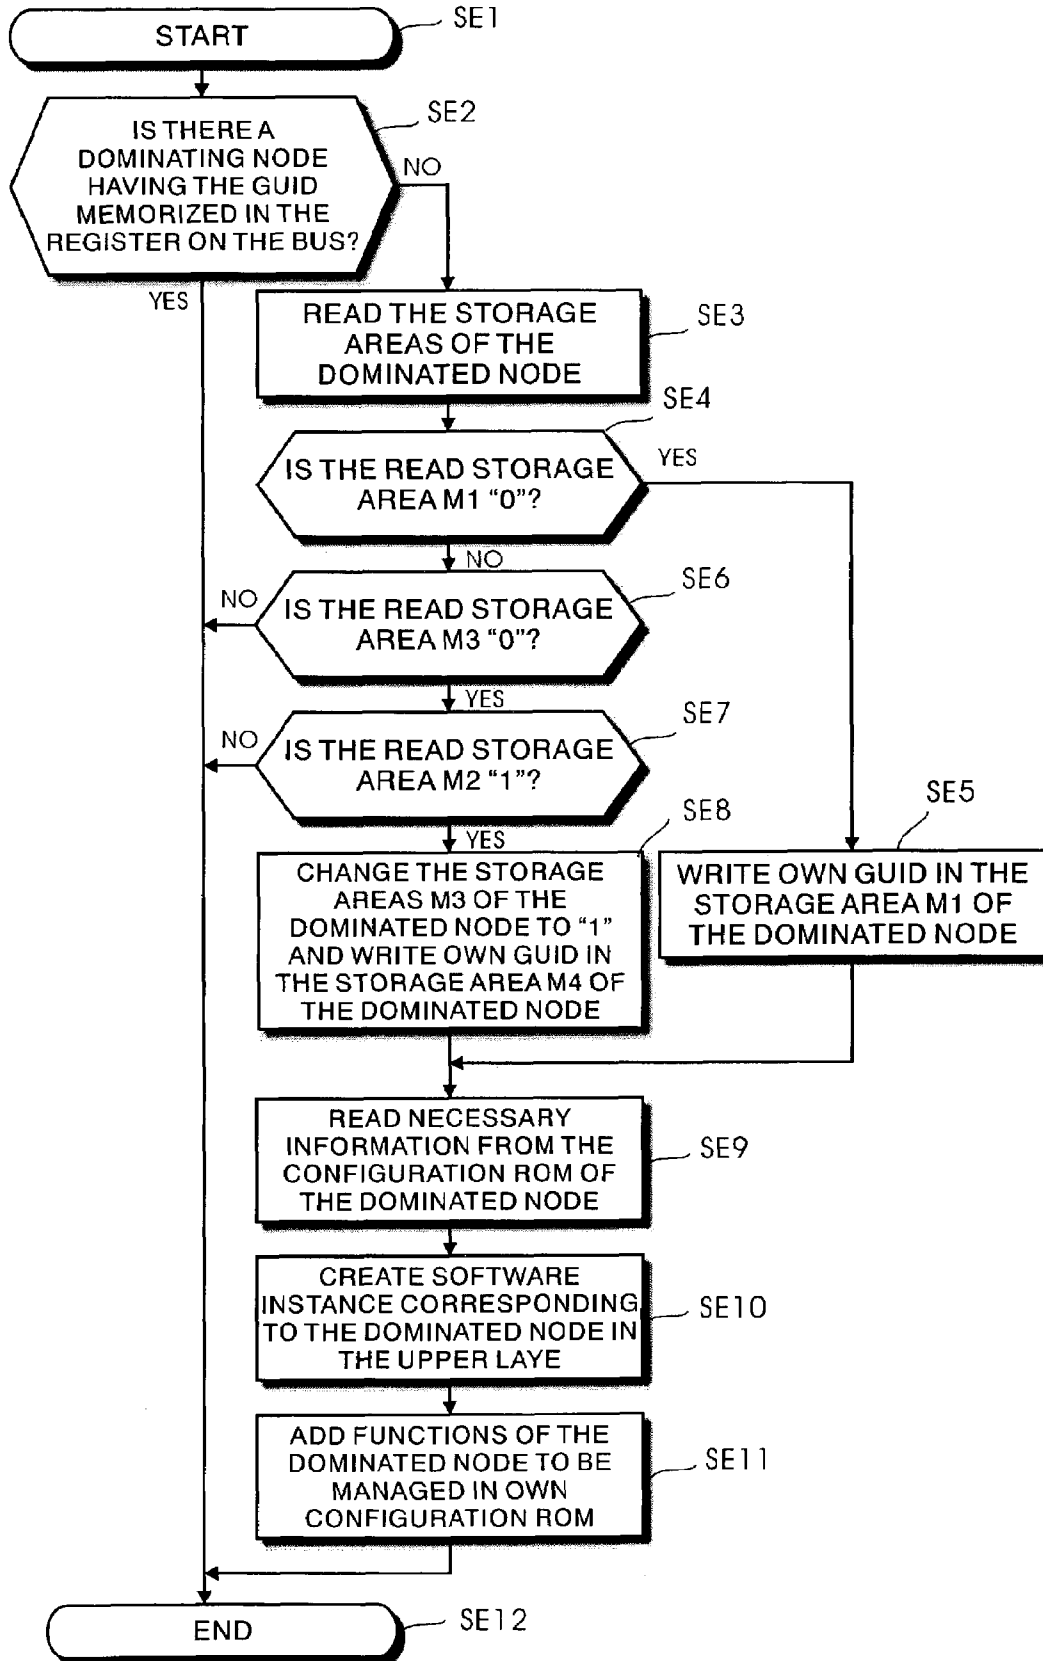 START
SE1
IS THERE A
DOMINATING NODE
HAVING THE GUID
MEMORIZED IN THE
REGISTER ON THE BUS?
SE2
NO
YES
READ THE STORAGE
AREAS OF THE
DOMINATED NODE
SE3
SE4
IS THE READ STORAGE
AREA M1 “0”?
YES
NO
SE6
IS THE READ STORAGE
AREA M3 “0”?
NO
YES
SE7
IS THE READ STORAGE
AREA M2 “1”?
NO
YES
SE8
CHANGE THE STORAGE
AREAS M3 OF THE
DOMINATED NODE TO “1”
AND WRITE OWN GUID IN
THE STORAGE AREA M4 OF
THE DOMINATED NODE
SE5
WRITE OWN GUID IN THE
STORAGE AREA M1 OF
THE DOMINATED NODE
READ NECESSARY
INFORMATION FROM THE
CONFIGURATION ROM OF
THE DOMINATED NODE
SE9
CREATE SOFTWARE
INSTANCE CORRESPONDING
TO THE DOMINATED NODE IN
THE UPPER LAYE
SE10
ADD FUNCTIONS OF THE
DOMINATED NODE TO BE
MANAGED IN OWN
CONFIGURATION ROM
SE11
END
SE12